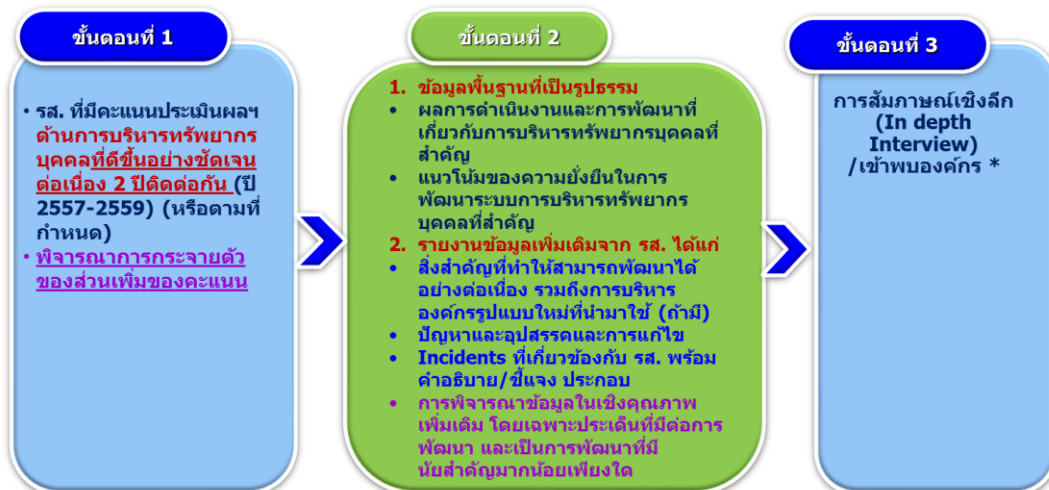 ขั้นตอนที่ 1
• รส. ที่มีคะแนนประเมินผลฯ
ด้านการบริหารทรัพยากร
บุคคลที่ดีขึ้นอย่างชัดเจน
ต่อเนื่อง 2 ปีติดต่อกัน (ปี
2557-2559) (หรือตามที่
กำหนด)
• พิจารณาการกระจายตัว
ของส่วนเพิ่มของคะแนน
ขั้นตอนที่ 2
1. ข้อมูลพื้นฐานที่เป็นรูปธรรม
• ผลการดำเนินงานและการพัฒนาที่
เกี่ยวกับการบริหารทรัพยากรบุคคลที่
สำคัญ
• แนวโน้มของความยั่งยืนในการ
พัฒนาระบบการบริหารทรัพยากร
บุคคลที่สำคัญ
2. รายงานข้อมูลเพิ่มเติมจาก รส. ได้แก่
• สิ่งสำคัญที่ทำให้สามารถพัฒนาได้
อย่างต่อเนื่อง รวมถึงการบริหาร
องค์กรรูปแบบใหม่ที่นำมาใช้ (ถ้ามี)
• ปัญหาและอุปสรรคและการแก้ไข
• Incidents ที่เกี่ยวข้องกับ รส. พร้อม
คำอธิบาย/ชี้แจง ประกอบ
• การพิจารณาข้อมูลในเชิงคุณภาพ
เพิ่มเติม โดยเฉพาะประเด็นที่มีต่อการ
พัฒนา และเป็นการพัฒนาที่มี
นัยสำคัญมากน้อยเพียงใด
ขั้นตอนที่ 3
การสัมภาษณ์เชิงลึก
(In depth
Interview)
/เข้าพบองค์กร *